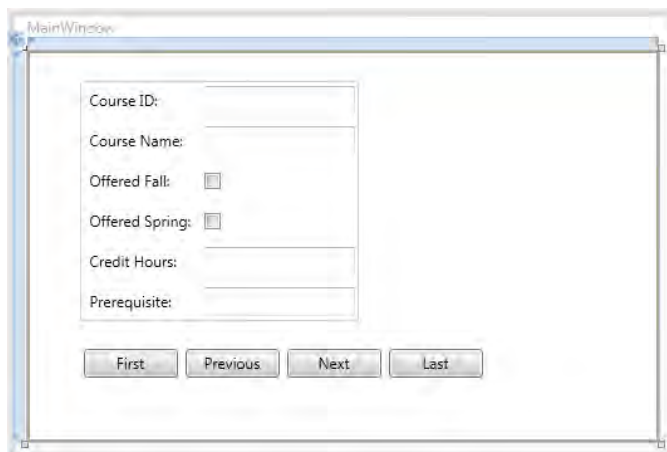 MainWindow
Course ID:
Course Name:
Offered Fall:
Offered Spring:
Credit Hours:
Prerequisite:
First Previous Next Last